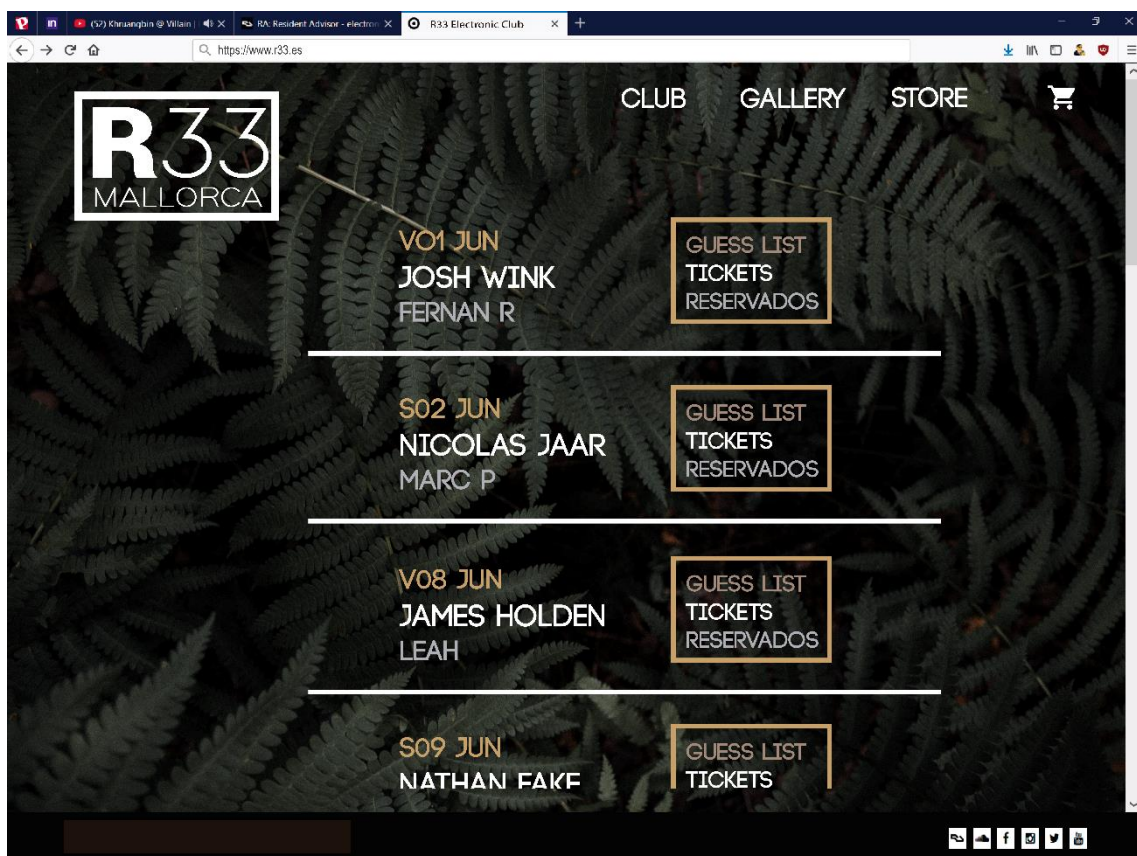 (52) Khruangbin @ Villain |
RA: Resident Advisor - electron
R33 Electronic Club
https://www.r33.es
CLUB GALLERY STORE
R33
MALLORCA
VO1 JUN
JOSH WINK
FERNAN R
GUESS LIST
TICKETS
RESERVADOS
S02 JUN
NICOLAS JAAR
MARC P
GUESS LIST
TICKETS
RESERVADOS
V08 JUN
JAMES HOLDEN
LEAH
GUESS LIST
TICKETS
RESERVADOS
S09 JUN
NATHAN FAKE
GUESS LIST
TICKETS